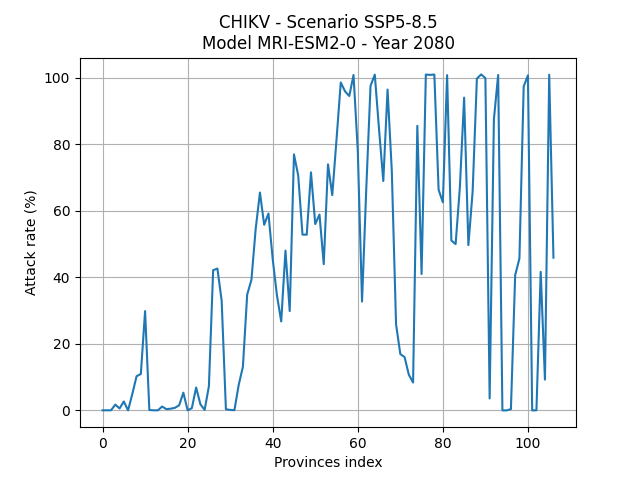 CHIKV - Scenario SSP5-8.5
Model MRI-ESM2-0 - Year 2080
Attack rate (%)
100
80
60
40
20
0
0 20 40 60 80 100
Provinces index